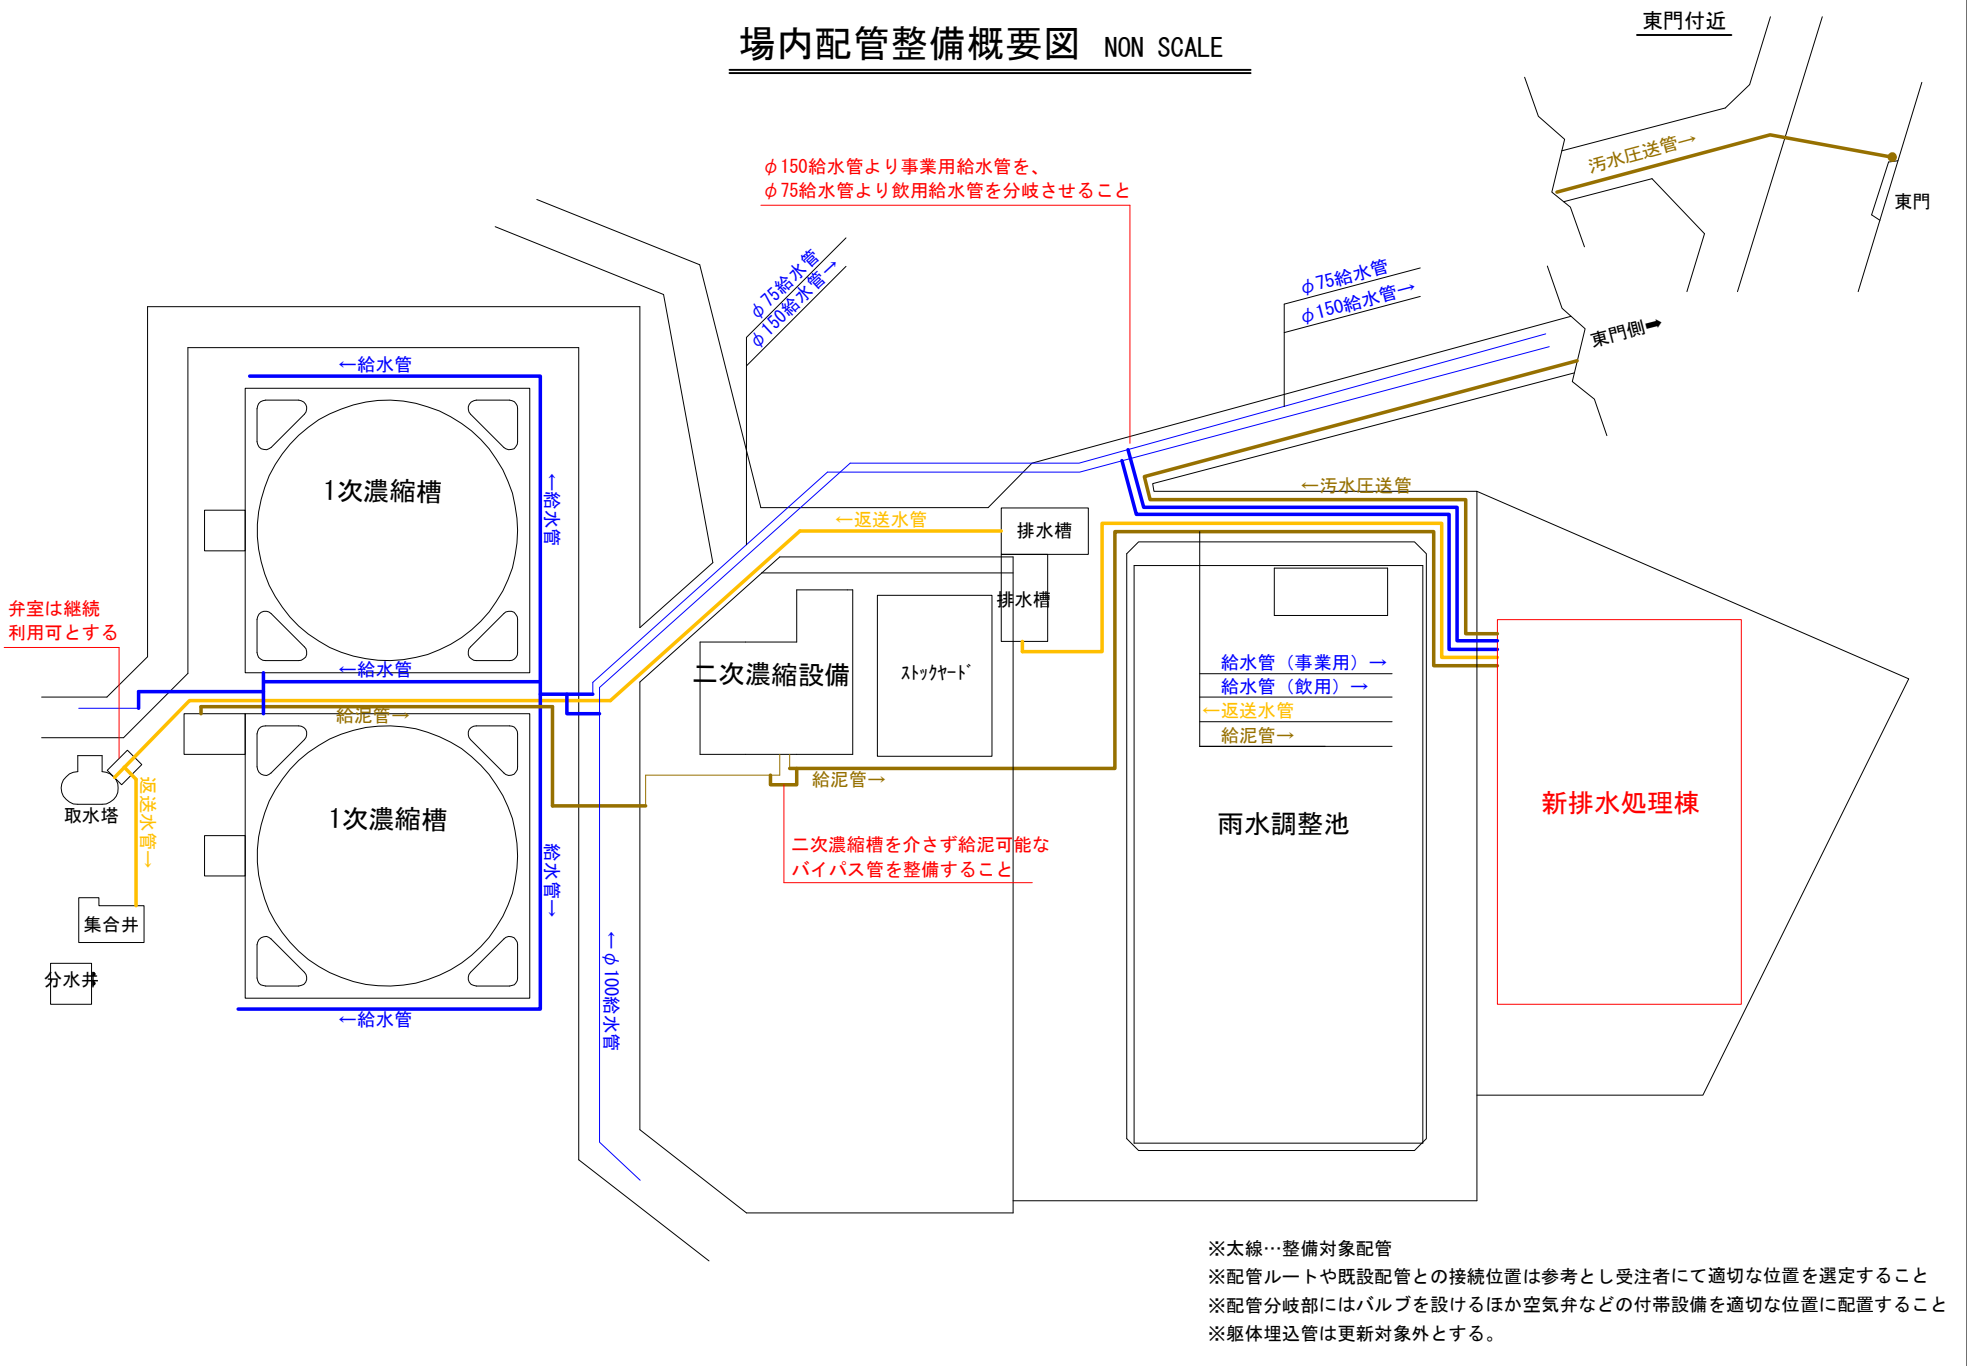 場内配管整備概要図 NON SCALE
東門付近
汚水圧送管→
東門
φ150給水管より事業用給水管を、
φ75給水管より飲用給水管を分岐させること
φ75給水管
φ150給水管→
φ75給水管
φ150給水管→
東門側➡
←給水管
1次濃縮槽
←給水管
←汚水圧送管
←返送水管
排水槽
排水槽
弁室は継続
利用可とする
←給水管
二次濃縮設備
ストックヤード
給水管（事業用）→
給水管（飲用）→
←返送水管
給泥管→
給泥管→
給泥管→
取水塔
返送水管→
1次濃縮槽
新排水処理棟
雨水調整池
二次濃縮槽を介さず給泥可能な
バイパス管を整備すること
給水管→
集合井
分水井
←φ100給水管
←給水管
※太線…整備対象配管
※配管ルートや既設配管との接続位置は参考とし受注者にて適切な位置を選定すること
※配管分岐部にはバルブを設けるほか空気弁などの付帯設備を適切な位置に配置すること
※躯体埋込管は更新対象外とする。